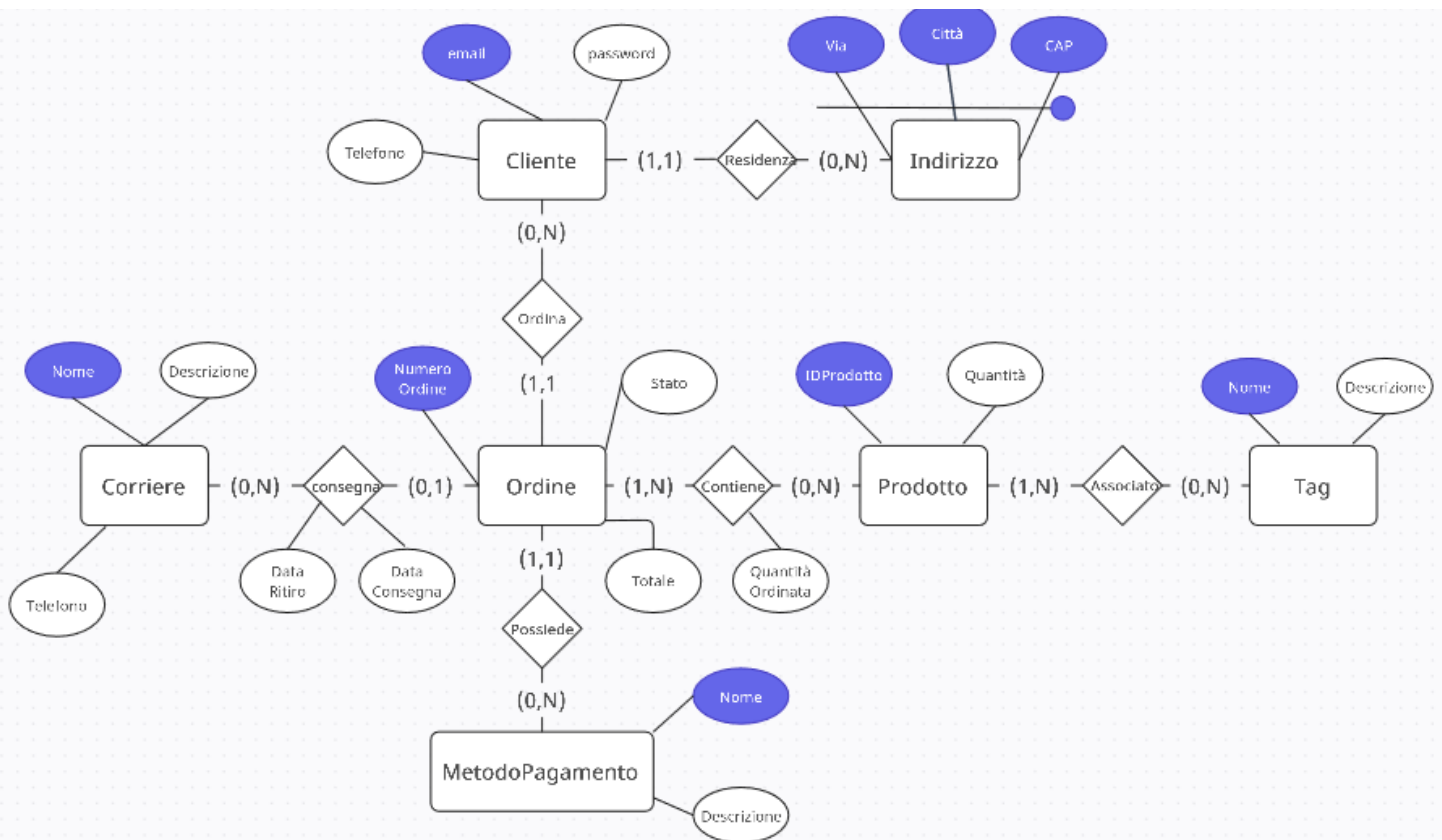 Città
Via
CAP
email
password
Telefono
Cliente
(1,1)
Residenza
(0,N)
Indirizzo
(0,N)
Ordina
(1,1
Nome
Descrizione
Numero
Ordine
Stato
IDProdotto
Quantità
Nome
Descrizione
Corriere
(0,N)
consegna
(0,1)
Ordine
(1,N)
Contiene
(0,N)
Prodotto
(1,N)
Associato
(0,N)
Tag
(1,1)
Data
Ritiro
Data
Consegna
Totale
Quantità
Ordinata
Telefono
Possiede
(0,N)
Nome
MetodoPagamento
Descrizione